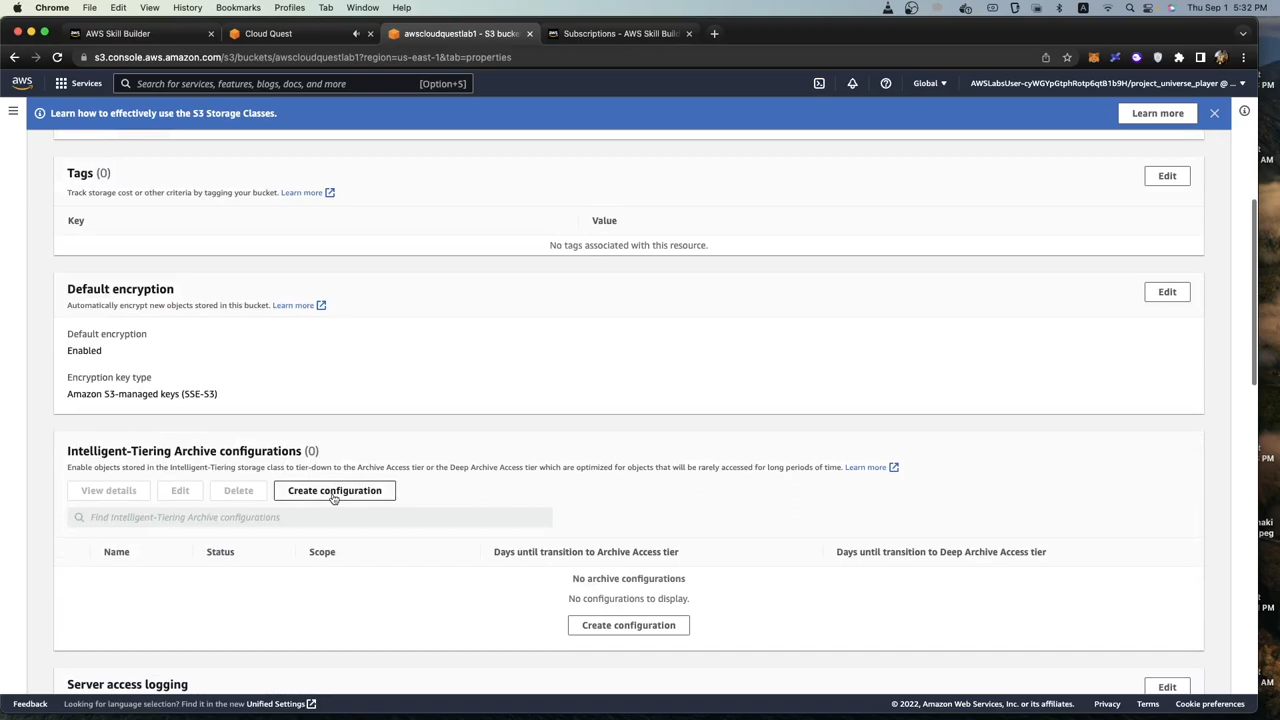 Chrome File Edit View History Bookmarks Profiles Tab Window Help
Thu Sep 15 5:32 PM
AWS Skill Builder
Cloud Quest
awscloudquestlab1 - S3 bucke
Subscriptions - AWS Skill Build
s3.console.aws.amazon.com/s3/buckets/awscloudquestlab1?region=us-east-1&tab=properties
aws
Services
Search for services, features, blogs, docs, and more
[Option+S]
Global
AWSLabsUser-cyWGYpGtphRotp6qtB1b9H/project_universe_player @ ...
Learn how to effectively use the S3 Storage Classes.
Learn more
Tags (0)
Edit
Track storage cost or other criteria by tagging your bucket. Learn more
Key Value
No tags associated with this resource.
Default encryption
Edit
Automatically encrypt new objects stored in this bucket. Learn more
Default encryption
Enabled
Encryption key type
Amazon S3-managed keys (SSE-S3)
Intelligent-Tiering Archive configurations (0)
Enable objects stored in the Intelligent-Tiering storage class to tier-down to the Archive Access tier or the Deep Archive Access tier which are optimized for objects that will be rarely accessed for long periods of time. Learn more
View details Edit Delete Create configuration
Find Intelligent-Tiering Archive configurations
Name Status Scope Days until transition to Archive Access tier Days until transition to Deep Archive Access tier
No archive configurations
No configurations to display.
Create configuration
Server access logging
Edit
Feedback Looking for language selection? Find it in the new Unified Settings © 2022, Amazon Web Services, Inc. or its affiliates. Privacy Terms Cookie preferences